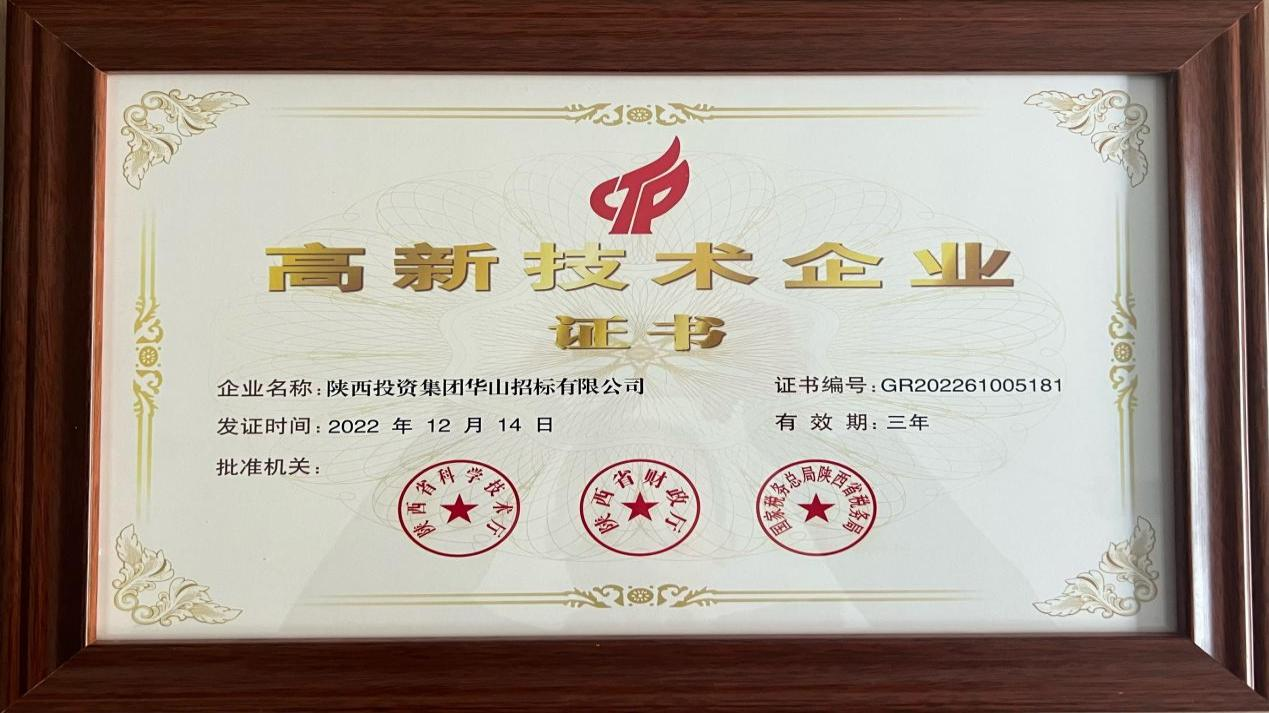 CTP
高新技术企业
证书
企业名称：陕西投资集团华山招标有限公司
证书编号：GR202261005181
发证时间：2022 年 12 月 14 日
有 效 期：三年
批准机关：
陕西省科学技术厅
陕西省财政厅
国家税务总局陕西省税务局